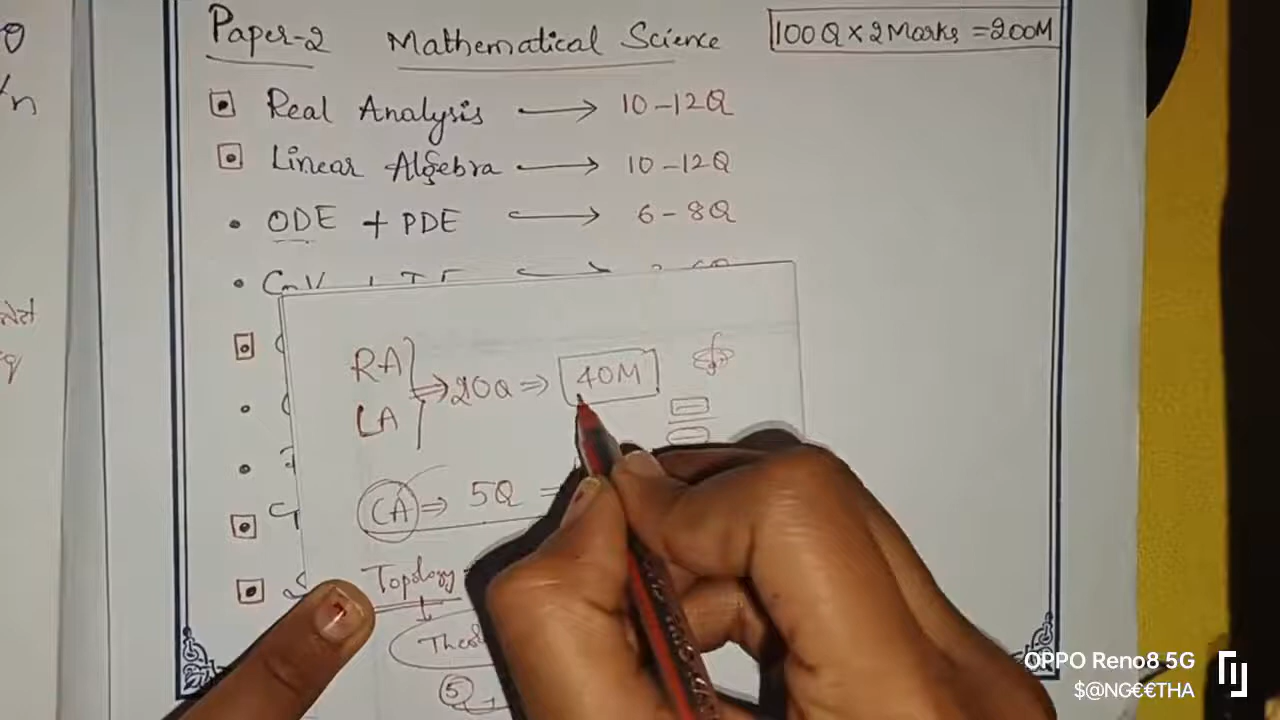 Paper-2 Mathematical Science 100Q×2Marks=200M
Real Analysis → 10-12Q
Linear Algebra → 10-12Q
• ODE + PDE → 6-8Q
RA
⇒ 20Q ⇒ 40M
LA
CA ⇒ 5Q =
Topology
↓
5
OPPO Reno8 5G
$@NG€€THA